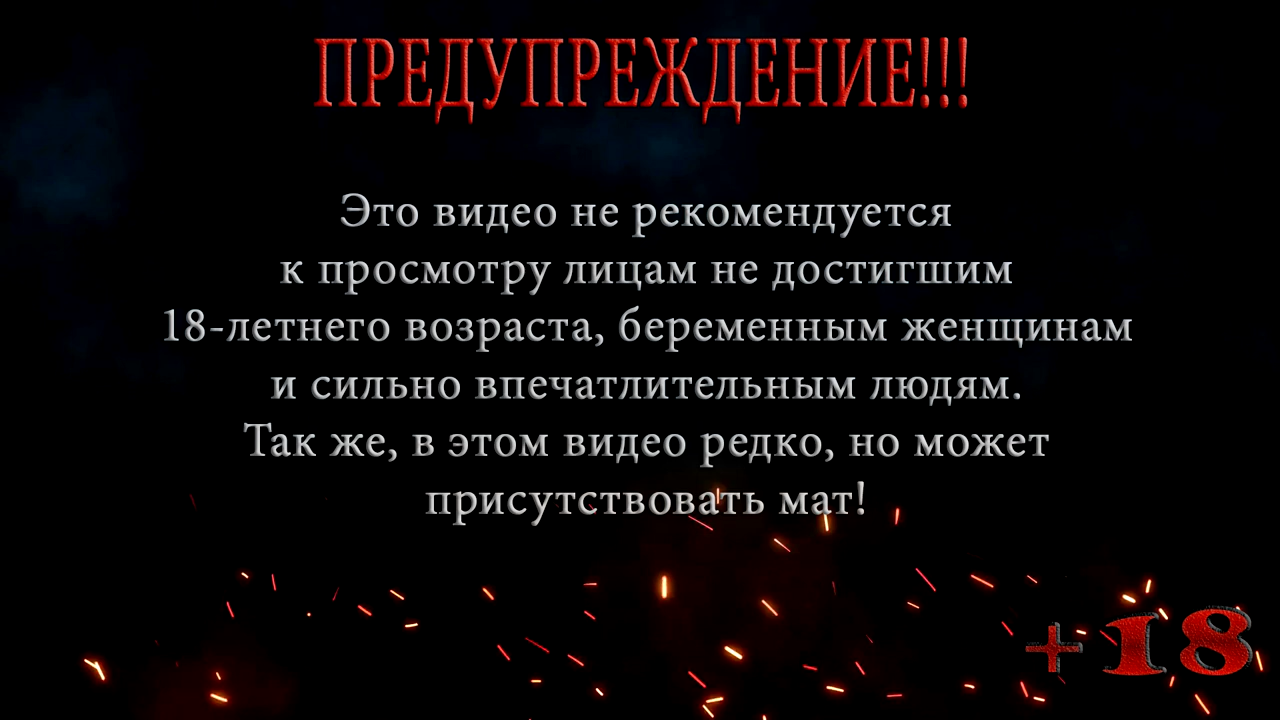 ПРЕДУПРЕЖДЕНИЕ!!!
Это видео не рекомендуется
к просмотру лицам не достигшим
18-летнего возраста, беременным женщинам
и сильно впечатлительным людям.
Так же, в этом видео редко, но может
присутствовать мат!
+18